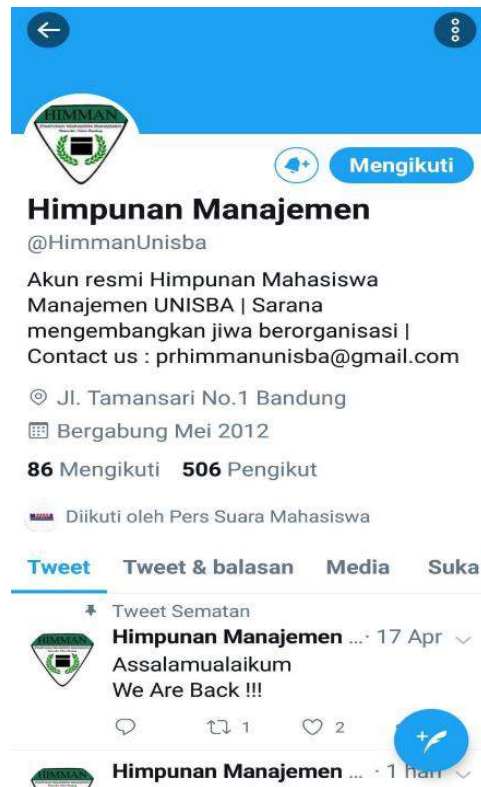 HIMMAN
Mengikuti
Himpunan Manajemen
@HimmanUnisba
Akun resmi Himpunan Mahasiswa
Manajemen UNISBA | Sarana
mengembangkan jiwa berorganisasi |
Contact us : prhimmanunisba@gmail.com
Jl. Tamansari No.1 Bandung
Bergabung Mei 2012
86 Mengikuti 506 Pengikut
Diikuti oleh Pers Suara Mahasiswa
Tweet Tweet & balasan Media Suka
Tweet Sematan
HIMMAN
Himpunan Manajemen ... · 17 Apr
Assalamualaikum
We Are Back !!!
1 2
HIMMAN
Himpunan Manajemen ... · 1 hari